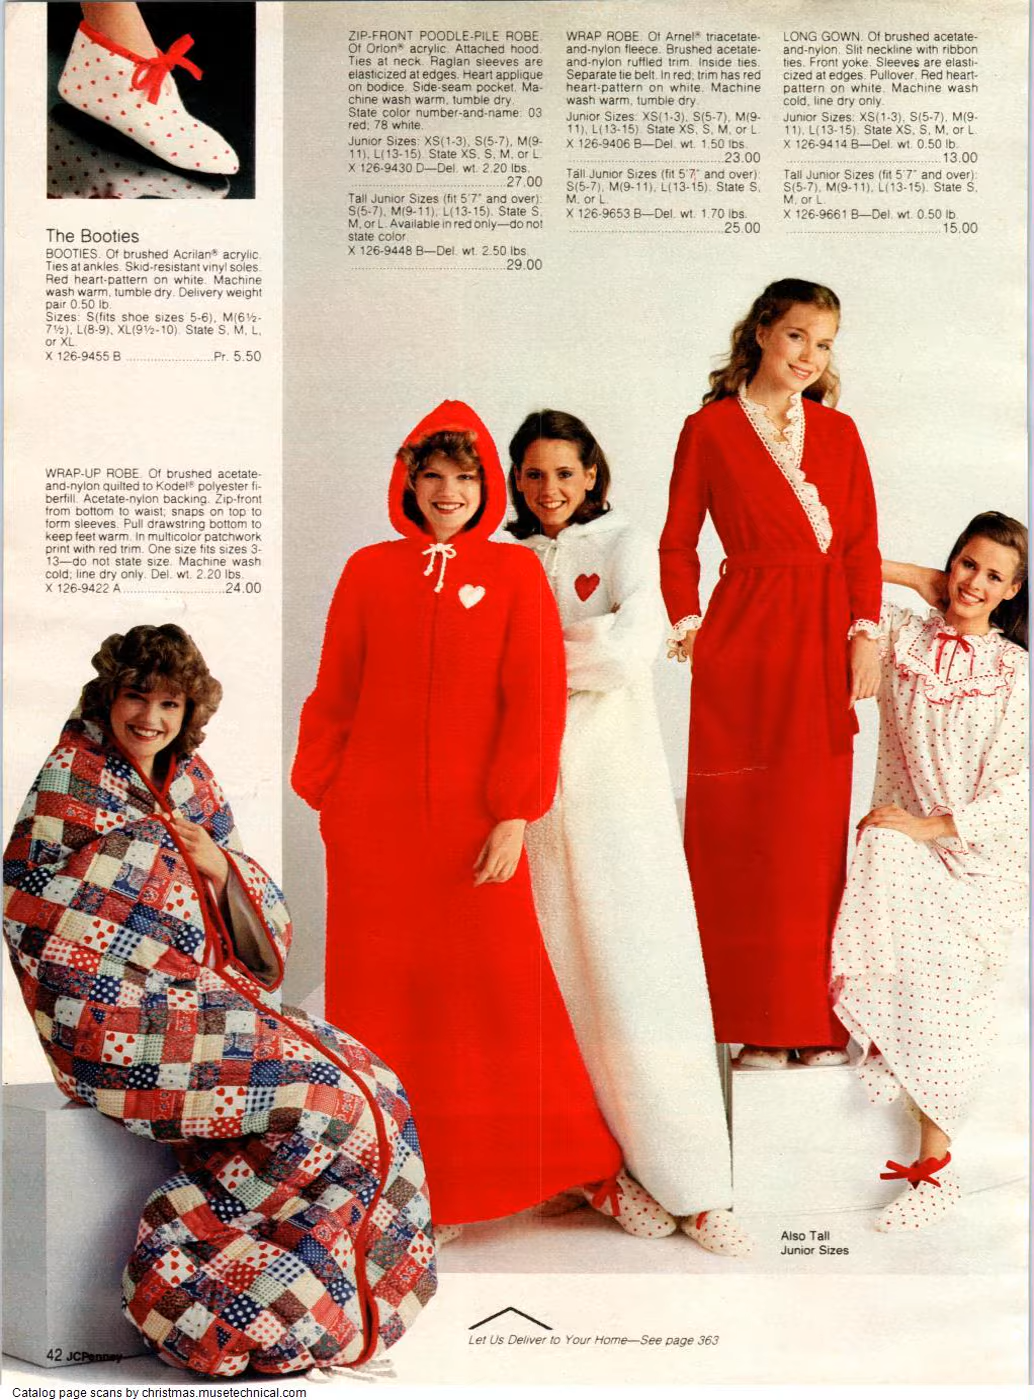 The Booties
BOOTIES. Of brushed Acrilan® acrylic.
Ties at ankles. Skid-resistant vinyl soles.
Red heart-pattern on white. Machine
wash warm, tumble dry. Delivery weight
pair 0.50 lb.
Sizes: S(fits shoe sizes 5-6), M(6½-
7½), L(8-9), XL(9½-10). State S, M, L,
or XL.
X 126-9455 B ........................Pr. 5.50
WRAP-UP ROBE. Of brushed acetate-
and-nylon quilted to Kodel® polyester fi-
berfill. Acetate-nylon backing. Zip-front
from bottom to waist; snaps on top to
form sleeves. Pull drawstring bottom to
keep feet warm. In multicolor patchwork
print with red trim. One size fits sizes 3-
13—do not state size. Machine wash
cold; line dry only. Del. wt. 2.20 lbs.
X 126-9422 A............................24.00
ZIP-FRONT POODLE-PILE ROBE.
Of Orlon® acrylic. Attached hood.
Ties at neck. Raglan sleeves are
elasticized at edges. Heart applique
on bodice. Side-seam pocket. Ma-
chine wash warm, tumble dry.
State color number-and-name: 03
red; 78 white.
Junior Sizes: XS(1-3), S(5-7), M(9-
11), L(13-15). State XS, S, M, or L.
X 126-9430 D—Del. wt. 2.20 lbs.
..........................................27.00
Tall Junior Sizes (fit 5'7" and over):
S(5-7), M(9-11), L(13-15). State S,
M, or L. Available in red only—do not
state color.
X 126-9448 B—Del. wt. 2.50 lbs.
..........................................29.00
WRAP ROBE. Of Arnel® triacetate-
and-nylon fleece. Brushed acetate-
and-nylon ruffled trim. Inside ties.
Separate tie belt. In red; trim has red
heart-pattern on white. Machine
wash warm, tumble dry.
Junior Sizes: XS(1-3), S(5-7), M(9-
11), L(13-15). State XS, S, M, or L.
X 126-9406 B—Del. wt. 1.50 lbs.
..........................................23.00
Tall Junior Sizes (fit 5'7" and over):
S(5-7), M(9-11), L(13-15). State S,
M, or L.
X 126-9653 B—Del. wt. 1.70 lbs.
..........................................25.00
LONG GOWN. Of brushed acetate-
and-nylon. Slit neckline with ribbon
ties. Front yoke. Sleeves are elasti-
cized at edges. Pullover. Red heart-
pattern on white. Machine wash
cold, line dry only.
Junior Sizes: XS(1-3), S(5-7), M(9-
11), L(13-15). State XS, S, M, or L.
X 126-9414 B—Del. wt. 0.50 lb.
..........................................13.00
Tall Junior Sizes (fit 5'7" and over):
S(5-7), M(9-11), L(13-15). State S,
M, or L.
X 126-9661 B—Del. wt. 0.50 lb.
..........................................15.00
Also Tall
Junior Sizes
Let Us Deliver to Your Home—See page 363
42 JCPenney
Catalog page scans by christmas.musetechnical.com